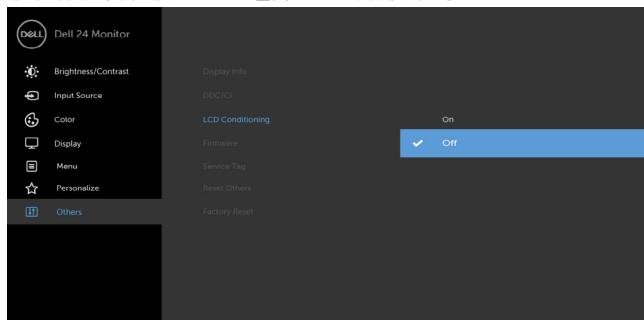 DELL Dell 24 Monitor
Brightness/Contrast
Display Info
Input Source
DDC/CI
Color
LCD Conditioning
On
Display
Firmware
Off
Menu
Service Tag
Personalize
Reset Others
Others
Factory Reset